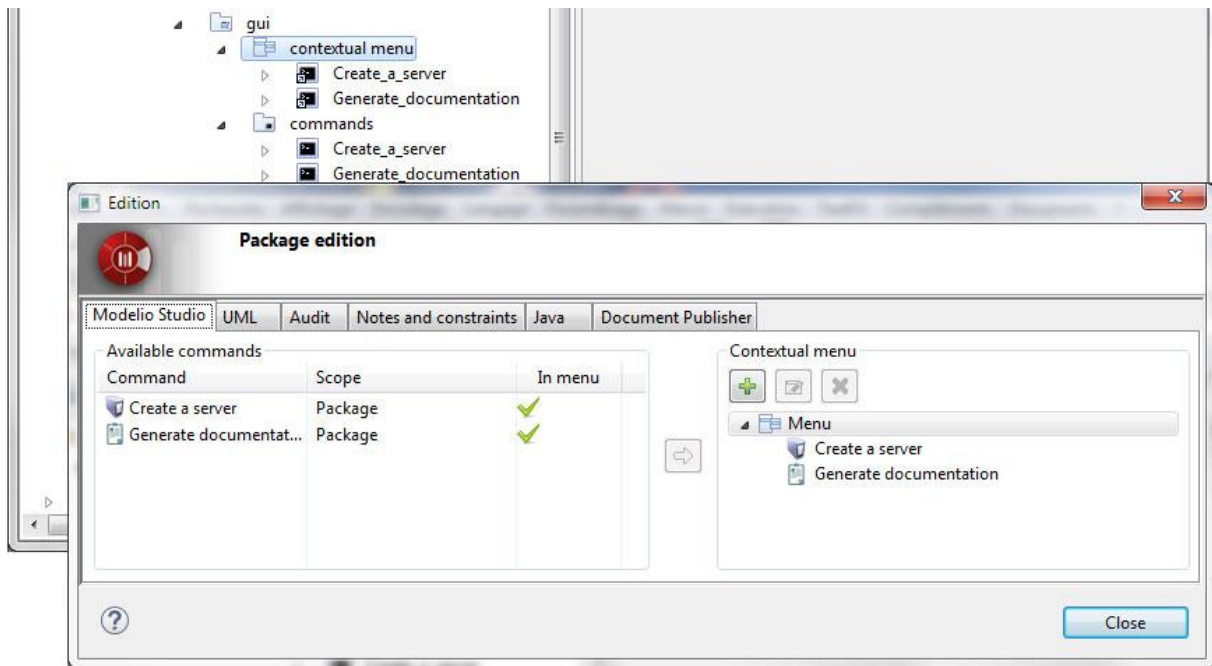 gui
contextual menu
Create_a_server
Generate_documentation
commands
Create_a_server
Generate_documentation
Edition
Package edition
Modelio Studio UML Audit Notes and constraints Java Document Publisher
Available commands
Command Scope In menu
Create a server Package
Generate documentat... Package
Contextual menu
Menu
Create a server
Generate documentation
Close